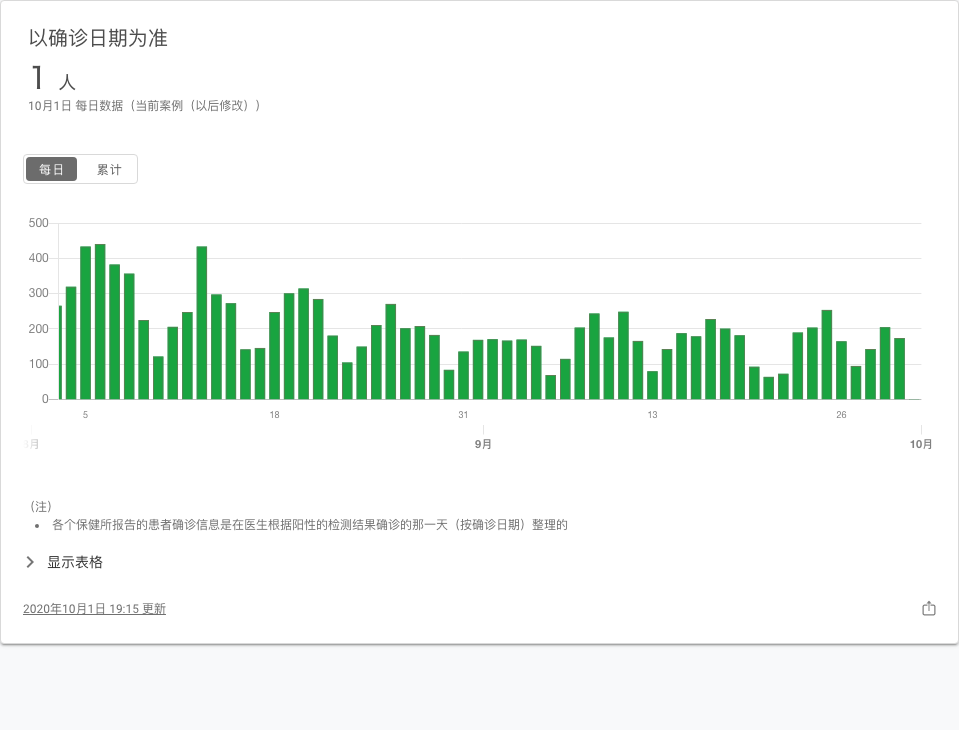 以确诊日期为准
1 人
10月1日 每日数据（当前案例（以后修改））
每日 累计
500
400
300
200
100
0
5 18 31 13 26
月 9月 10月
（注）
• 各个保健所报告的患者确诊信息是在医生根据阳性的检测结果确诊的那一天（按确诊日期）整理的
显示表格
2020年10月1日 19:15 更新